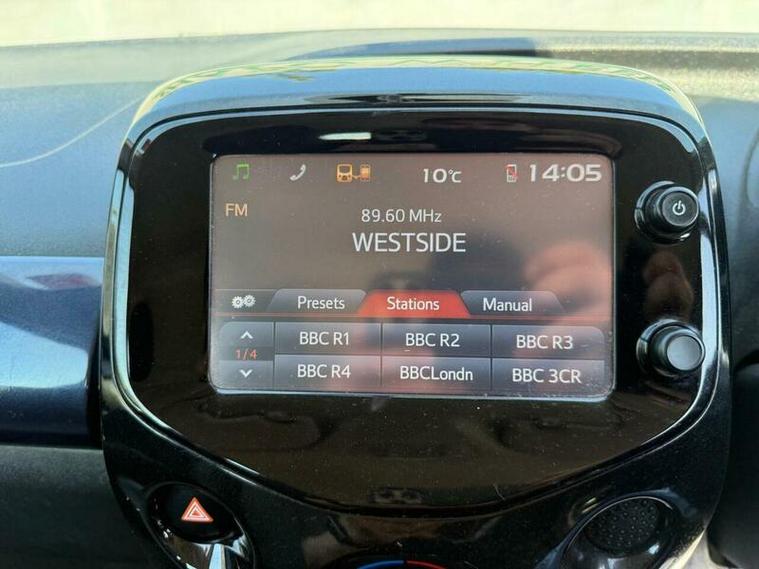 10°C 14:05
FM
89.60 MHz
WESTSIDE
Presets Stations Manual
BBC R1 BBC R2 BBC R3
1/4
BBC R4 BBCLondn BBC 3CR